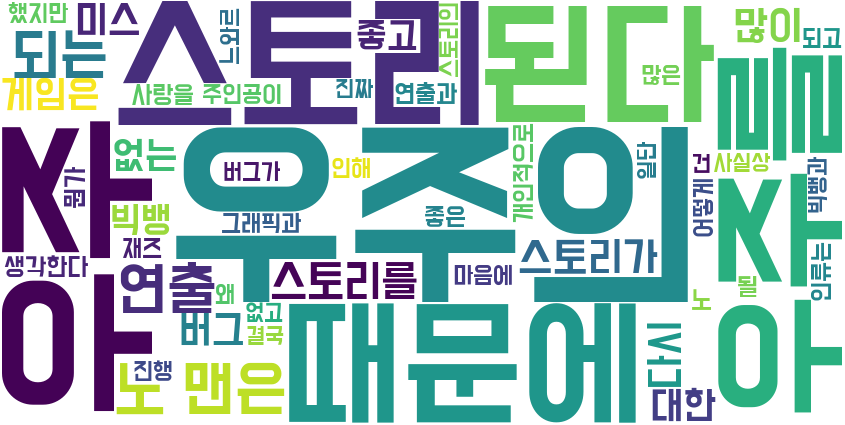 했지만
미스
스토리
느와르
좋고
스토리의
된다
많이
되고
되는
게임은
사랑을
주인공이
진짜
연출과
많은
들
짜
없는
뭔가
빅뱅
생각한다
재즈
우주의
버그가
인해
그래픽과
좋은
개인적으로
일단
건
사실상
어떻게
빅뱅과
인류는
자
연출
왜
스토리를
마음에
스토리가
노
될
아
버그
없고
결국
진행
노
맨은
때문에
다시
대한
아